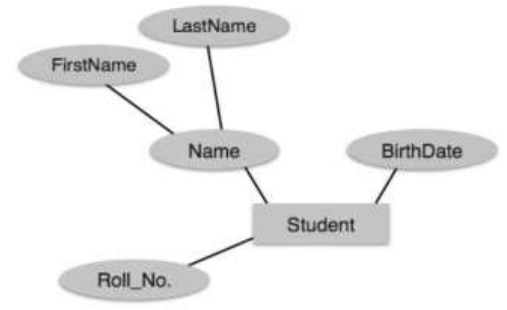 LastName
FirstName
Name
BirthDate
Student
Roll_No.